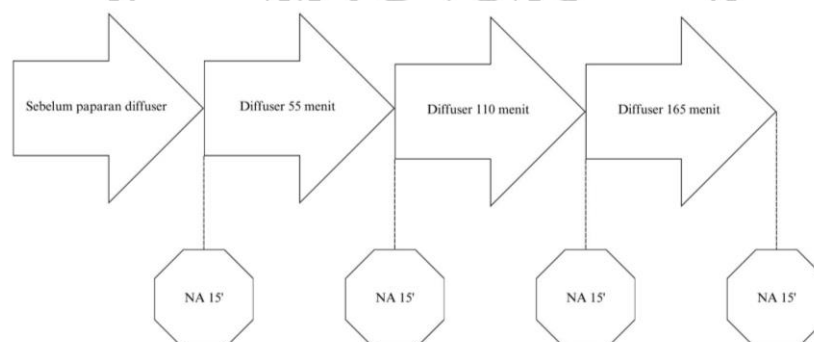 Sebelum paparan diffuser
Diffuser 55 menit
Diffuser 110 menit
Diffuser 165 menit
NA 15'
NA 15'
NA 15'
NA 15'